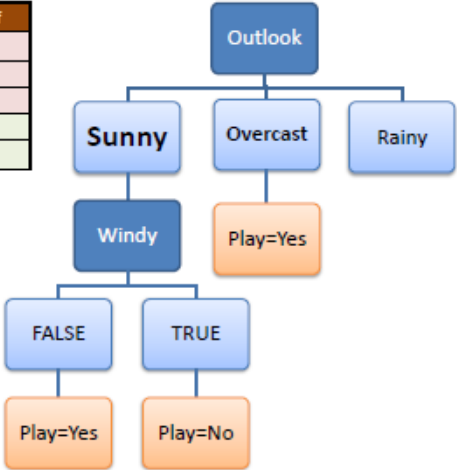 Outlook
Sunny
Overcast
Rainy
Windy
Play=Yes
FALSE
TRUE
Play=Yes
Play=No